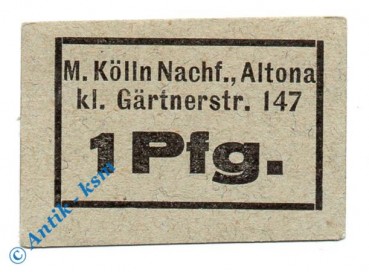 M. Kölln Nachf., Altona
kl. Gärtnerstr. 147
1 Pfg.
© Antik - ksm